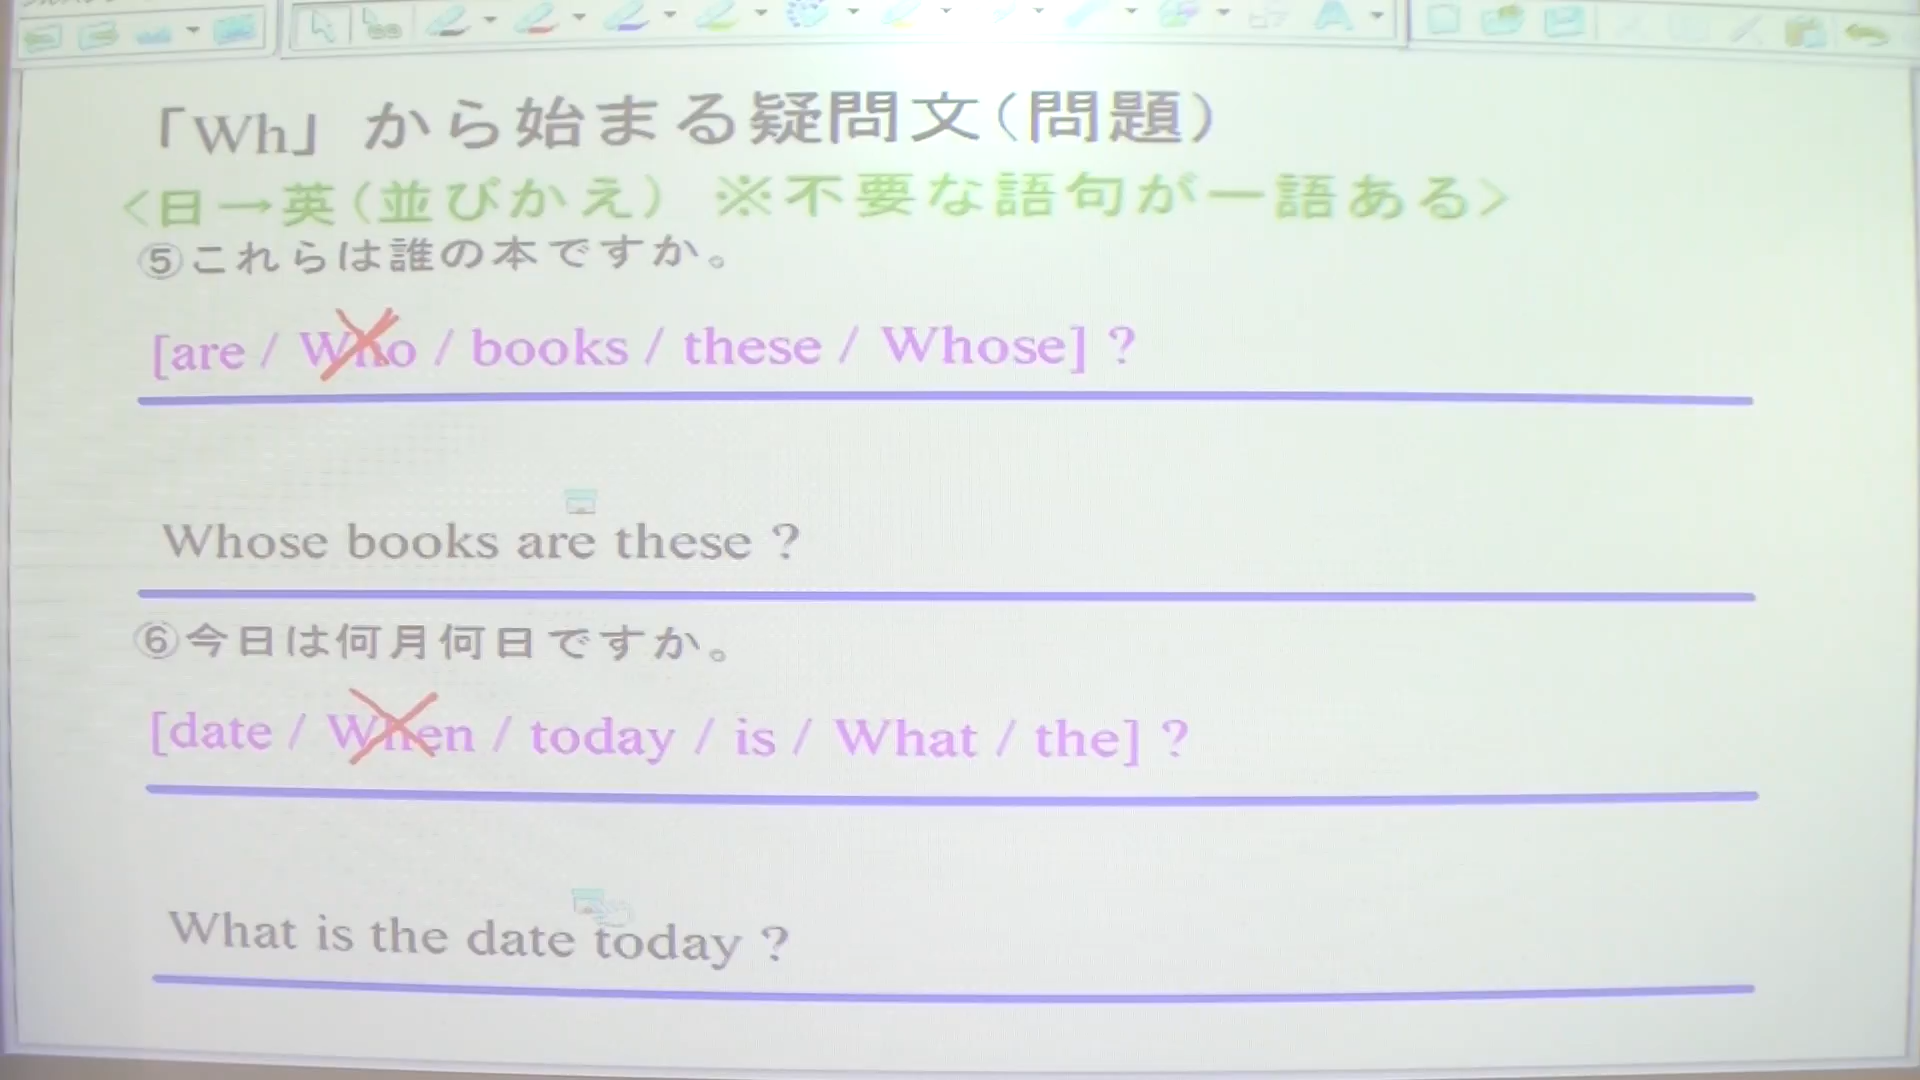 「Wh」から始まる疑問文(問題)
<日→英(並びかえ) ※不要な語句が一語ある>
⑤これらは誰の本ですか。
[are / Who / books / these / Whose] ?
Whose books are these ?
⑥今日は何月何日ですか。
[date / When / today / is / What / the] ?
What is the date today ?